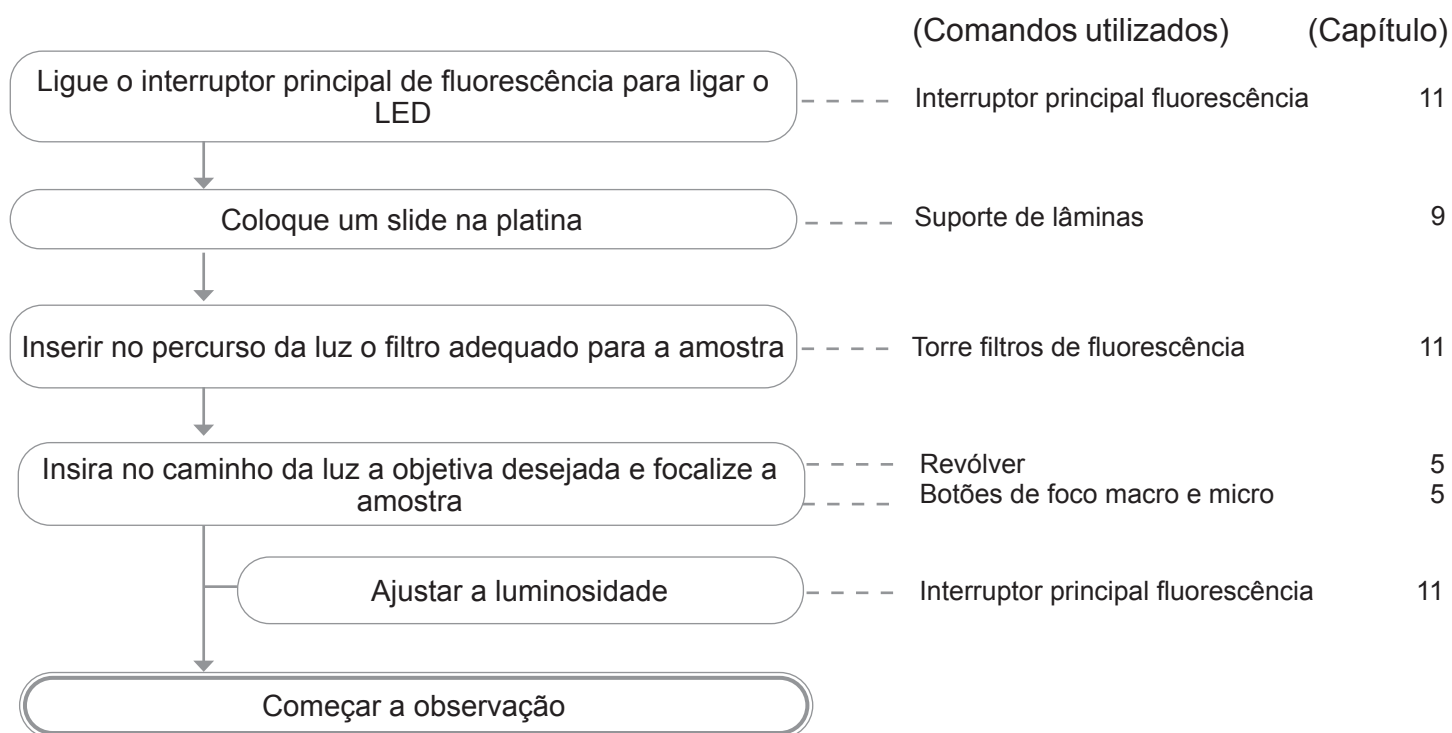 (Comandos utilizados) (Capítulo)
Ligue o interruptor principal de fluorescência para ligar o
LED
Interruptor principal fluorescência 11
Coloque um slide na platina
Suporte de lâminas 9
Inserir no percurso da luz o filtro adequado para a amostra
Torre filtros de fluorescência 11
Insira no caminho da luz a objetiva desejada e focalize a
amostra
Revólver 5
Botões de foco macro e micro 5
Ajustar a luminosidade
Interruptor principal fluorescência 11
Começar a observação